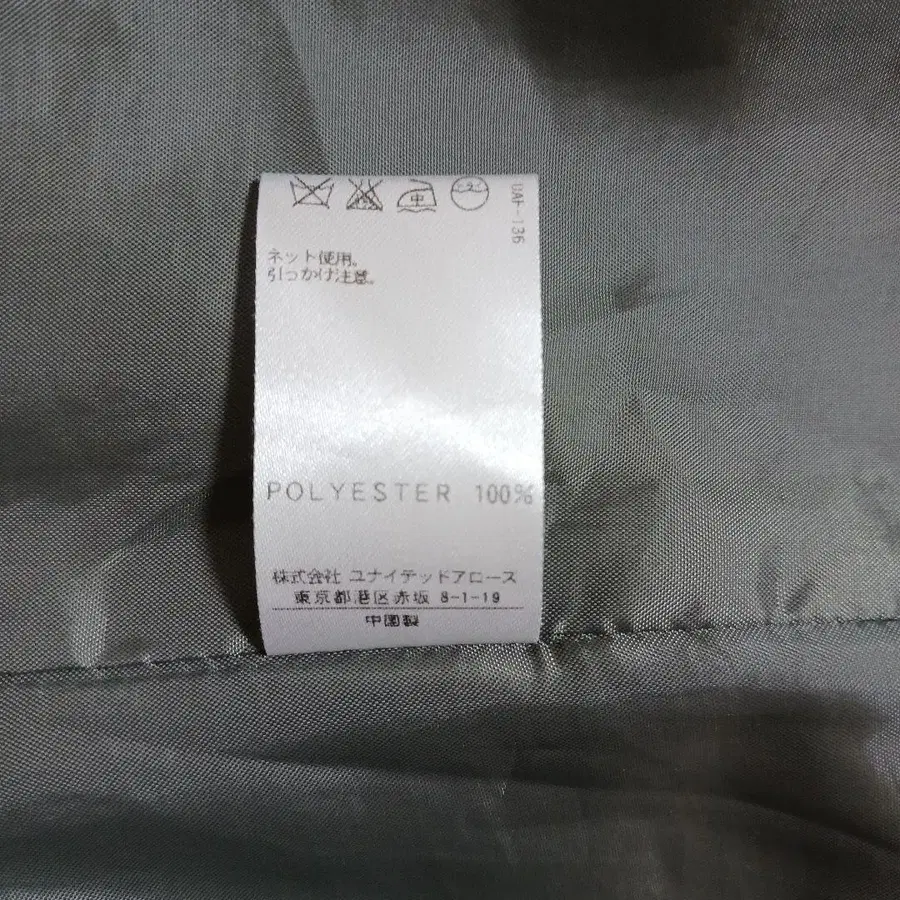 中
UAF-136
ネット使用。
引っかけ注意。
POLYESTER 100%
株式会社 ユナイテッドアローズ
東京都港区赤坂 8-1-19
中国製